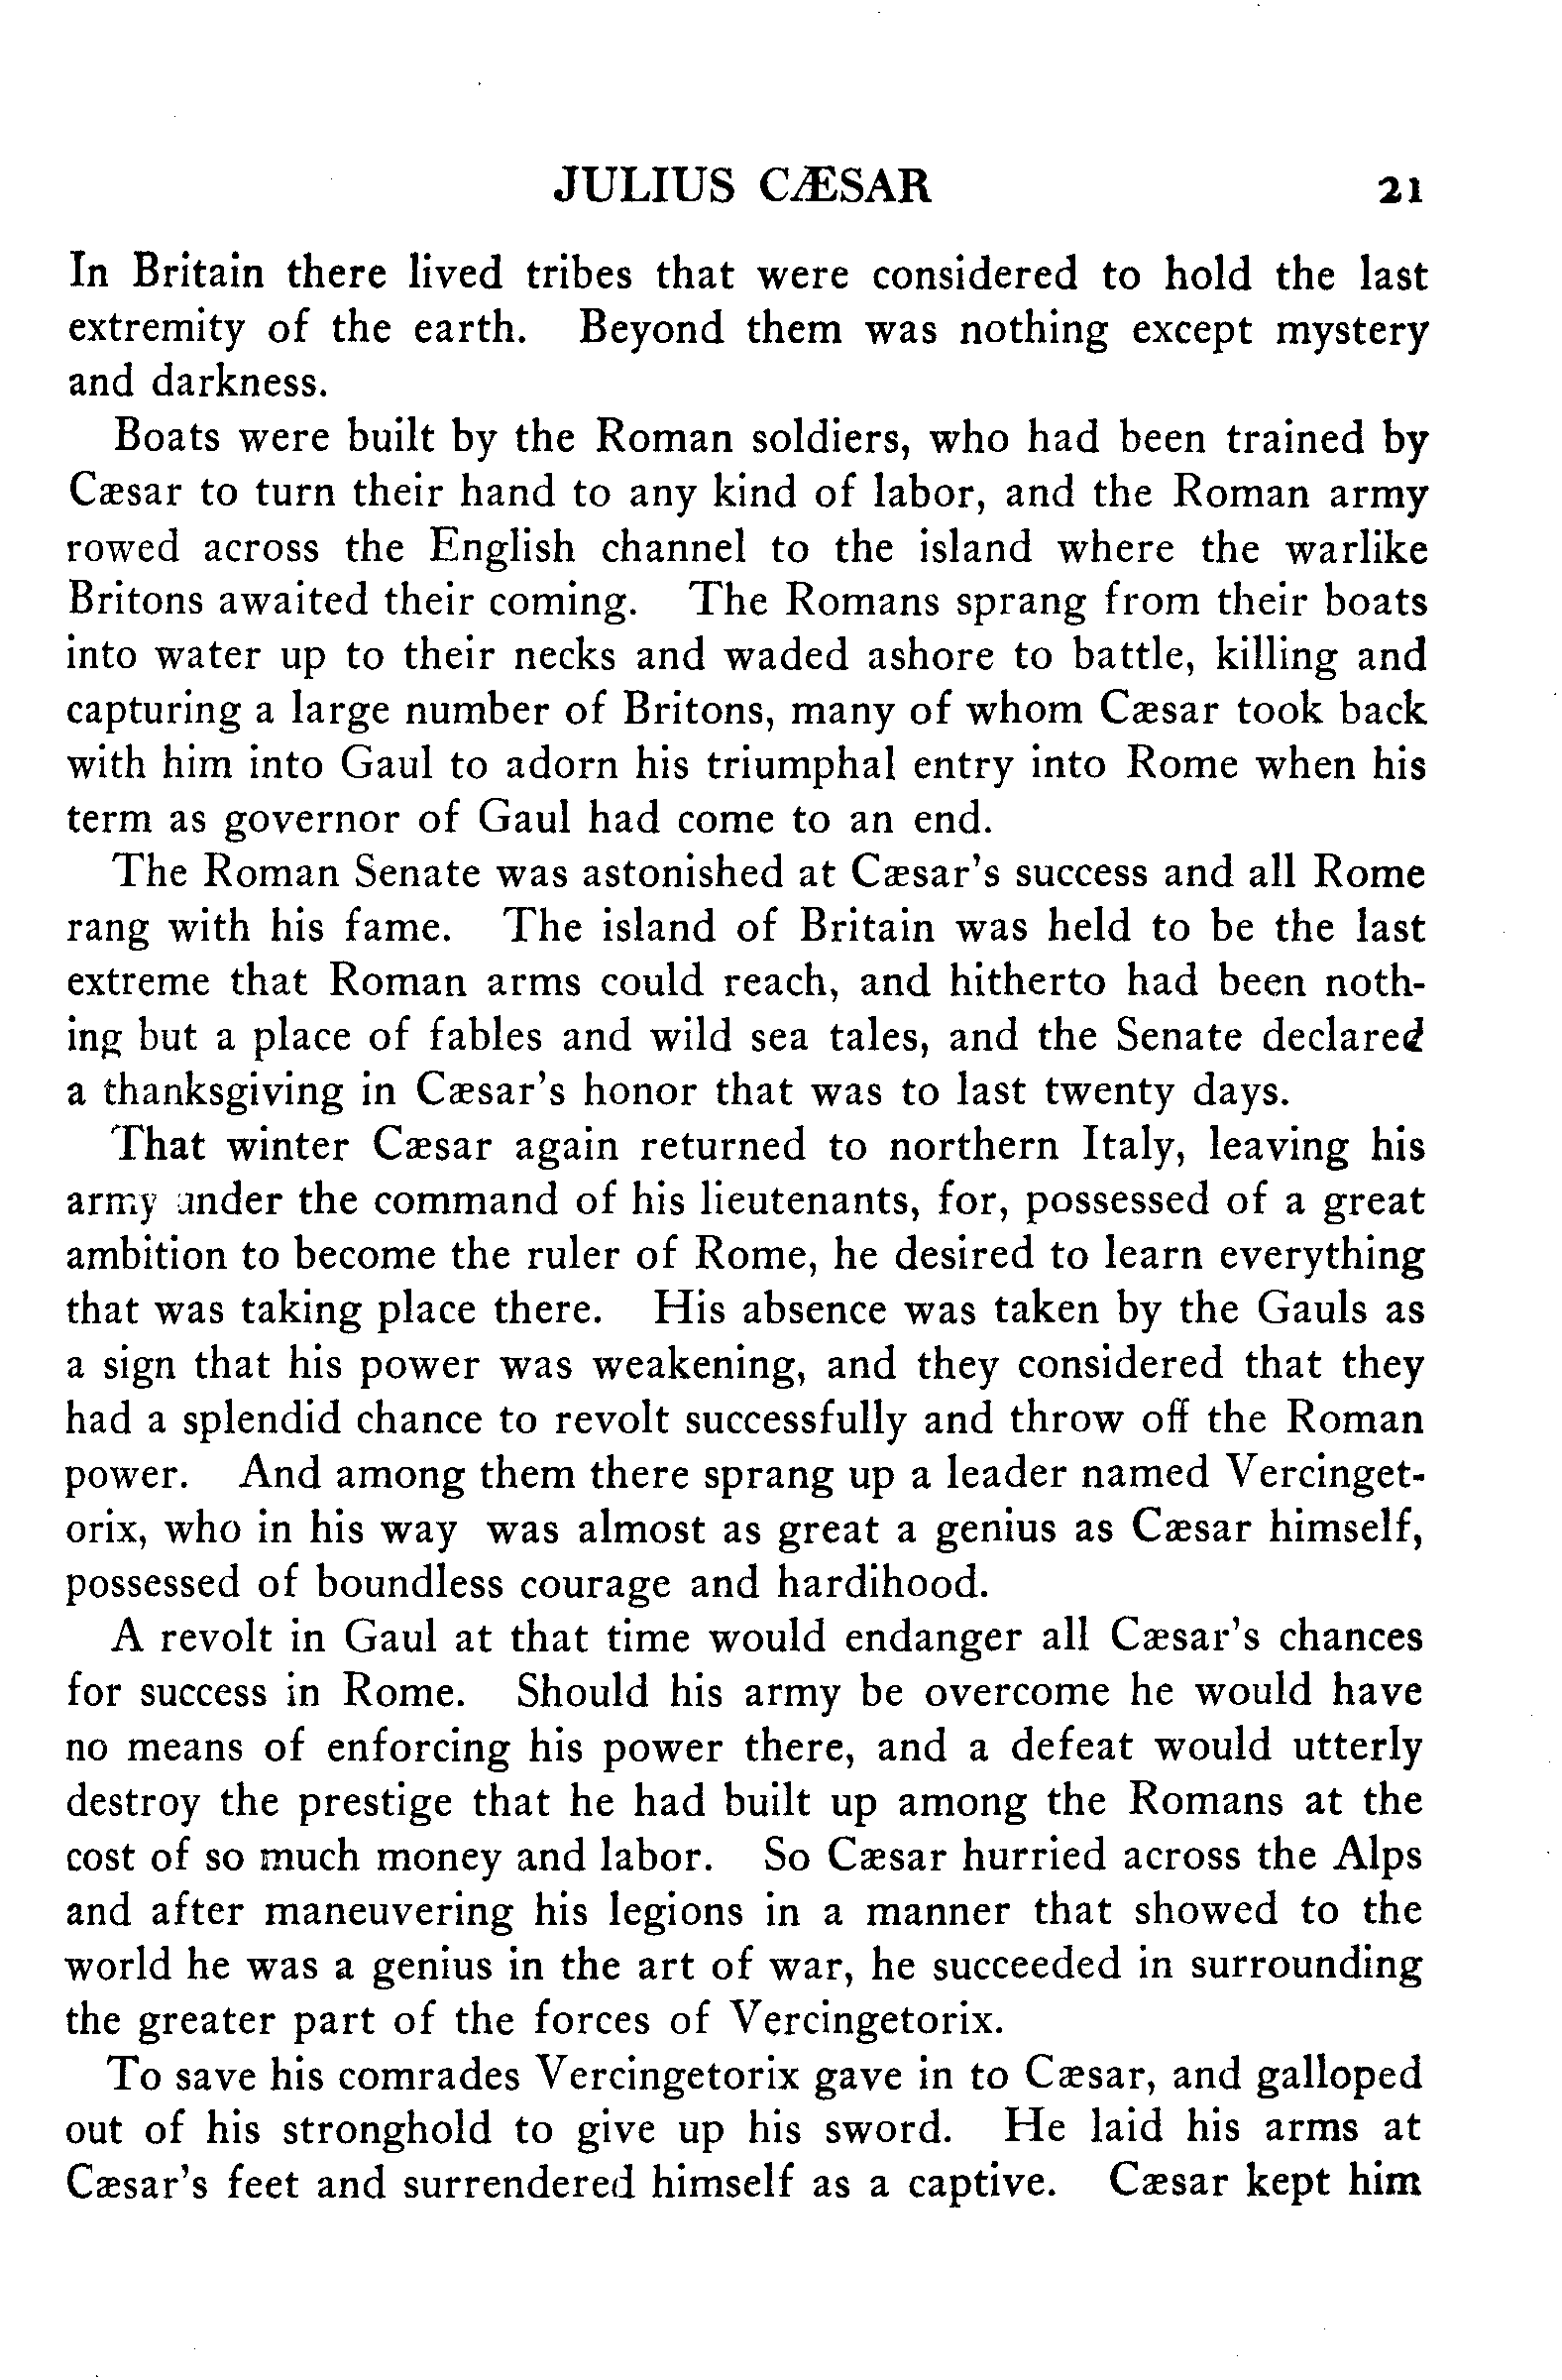 JULIUS CÆSAR 21
In Britain there lived tribes that were considered to hold the last
extremity of the earth. Beyond them was nothing except mystery
and darkness.
Boats were built by the Roman soldiers, who had been trained by
Cæsar to turn their hand to any kind of labor, and the Roman army
rowed across the English channel to the island where the warlike
Britons awaited their coming. The Romans sprang from their boats
into water up to their necks and waded ashore to battle, killing and
capturing a large number of Britons, many of whom Cæsar took back
with him into Gaul to adorn his triumphal entry into Rome when his
term as governor of Gaul had come to an end.
The Roman Senate was astonished at Cæsar's success and all Rome
rang with his fame. The island of Britain was held to be the last
extreme that Roman arms could reach, and hitherto had been noth-
ing but a place of fables and wild sea tales, and the Senate declared
a thanksgiving in Cæsar's honor that was to last twenty days.
That winter Cæsar again returned to northern Italy, leaving his
army under the command of his lieutenants, for, possessed of a great
ambition to become the ruler of Rome, he desired to learn everything
that was taking place there. His absence was taken by the Gauls as
a sign that his power was weakening, and they considered that they
had a splendid chance to revolt successfully and throw off the Roman
power. And among them there sprang up a leader named Vercinget-
orix, who in his way was almost as great a genius as Cæsar himself,
possessed of boundless courage and hardihood.
A revolt in Gaul at that time would endanger all Cæsar's chances
for success in Rome. Should his army be overcome he would have
no means of enforcing his power there, and a defeat would utterly
destroy the prestige that he had built up among the Romans at the
cost of so much money and labor. So Cæsar hurried across the Alps
and after maneuvering his legions in a manner that showed to the
world he was a genius in the art of war, he succeeded in surrounding
the greater part of the forces of Vercingetorix.
To save his comrades Vercingetorix gave in to Cæsar, and galloped
out of his stronghold to give up his sword. He laid his arms at
Cæsar's feet and surrendered himself as a captive. Cæsar kept him